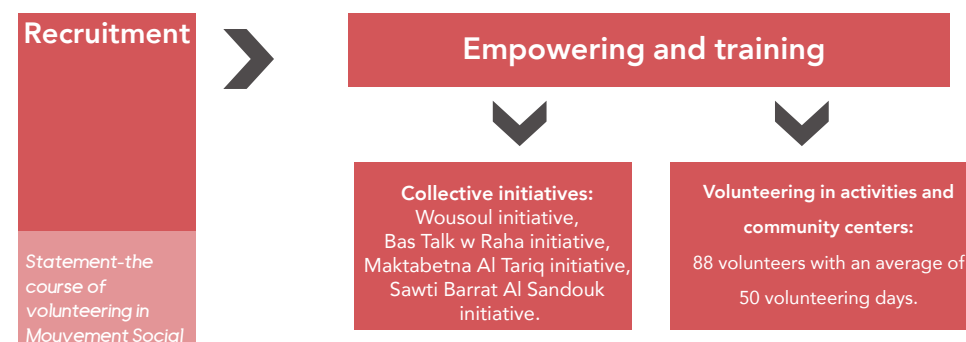 Recruitment
Statement-the
course of
volunteering in
Mouvement Social
Empowering and training
Collective initiatives:
Wousoul initiative,
Bas Talk w Raha initiative,
Maktabetna Al Tariq initiative,
Sawti Barrat Al Sandouk
initiative.
Volunteering in activities and
community centers:
88 volunteers with an average of
50 volunteering days.